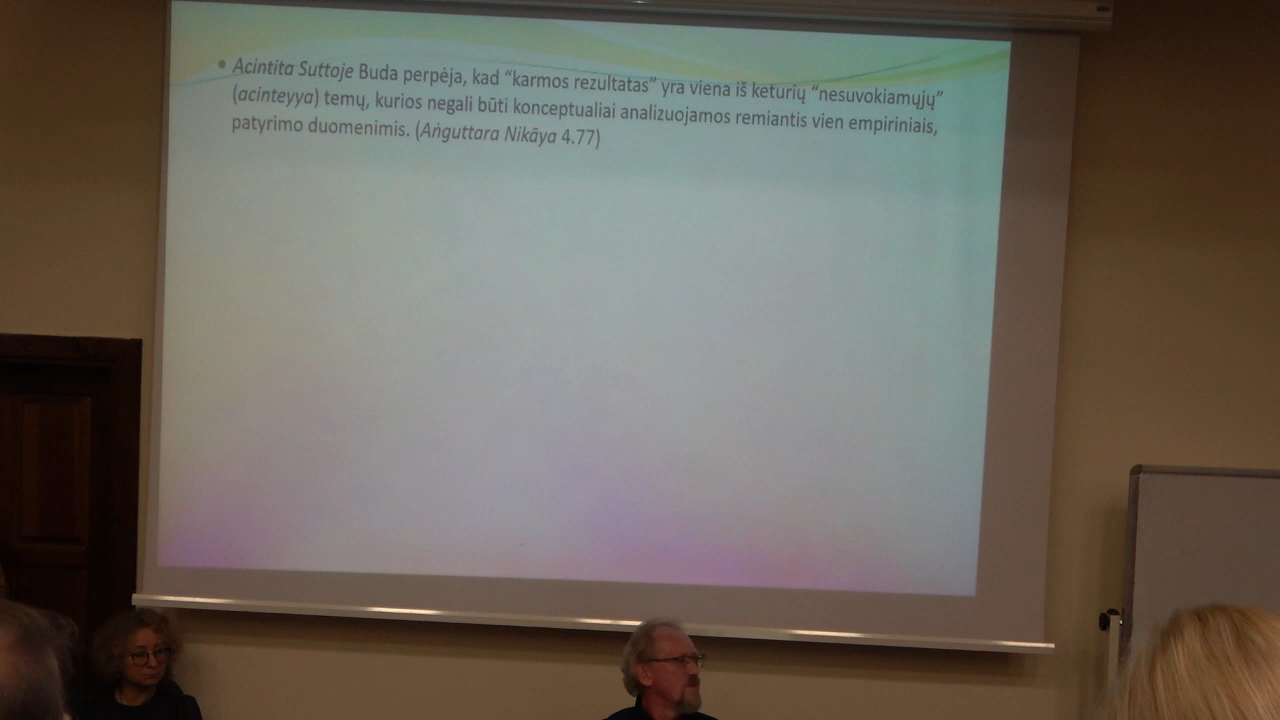 • Acintita Suttoje Buda perpėja, kad “karmos rezultatas” yra viena iš keturių “nesuvokiamųjų”
(acinteyya) temų, kurios negali būti konceptualiai analizuojamos remiantis vien empiriniais,
patyrimo duomenimis. (Aṅguttara Nikāya 4.77)